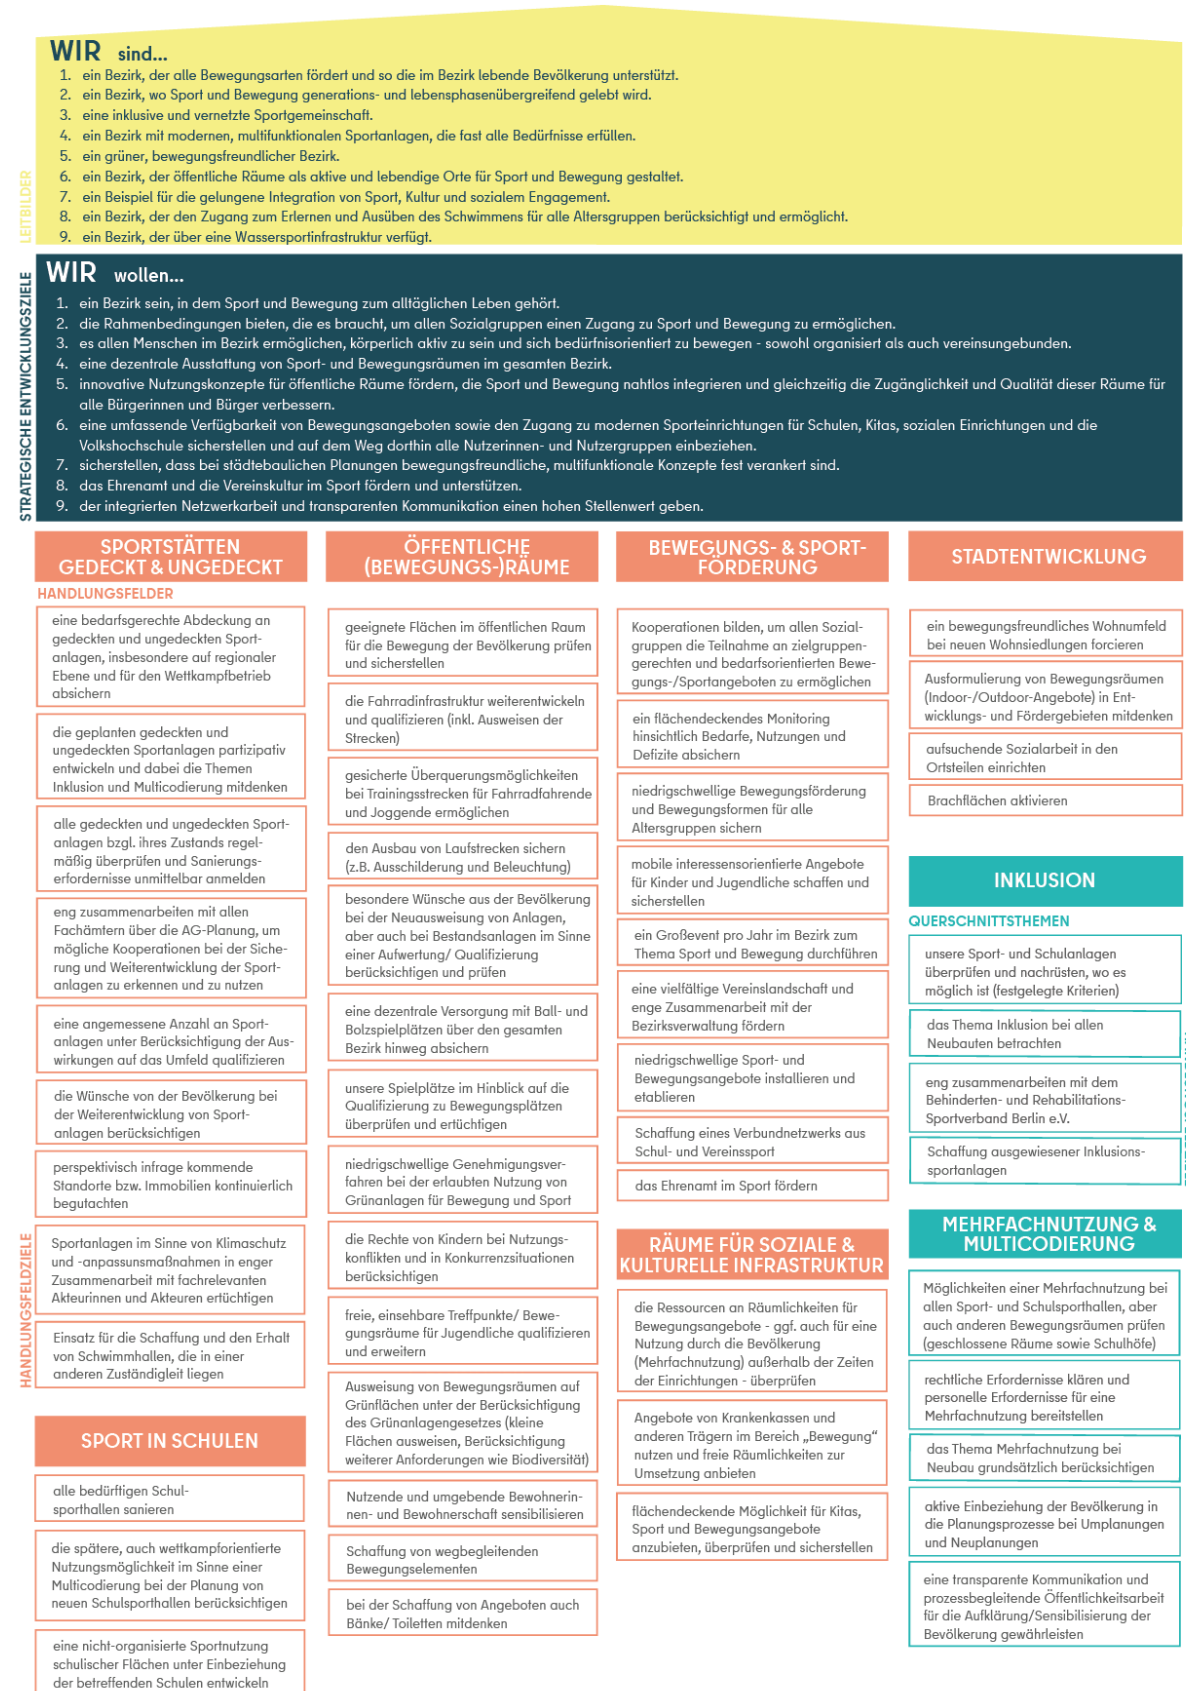 WIR sind...
1. ein Bezirk, der alle Bewegungsarten fördert und so die im Bezirk lebende Bevölkerung unterstützt.
2. ein Bezirk, wo Sport und Bewegung generations- und lebensphasenübergreifend gelebt wird.
3. eine inklusive und vernetzte Sportgemeinschaft.
4. ein Bezirk mit modernen, multifunktionalen Sportanlagen, die fast alle Bedürfnisse erfüllen.
5. ein grüner, bewegungsfreundlicher Bezirk.
6. ein Bezirk, der öffentliche Räume als aktive und lebendige Orte für Sport und Bewegung gestaltet.
7. ein Beispiel für die gelungene Integration von Sport, Kultur und sozialem Engagement.
8. ein Bezirk, der den Zugang zum Erlernen und Ausüben des Schwimmens für alle Altersgruppen berücksichtigt und ermöglicht.
9. ein Bezirk, der über eine Wassersportinfrastruktur verfügt.
LEITBILDER
WIR wollen...
1. ein Bezirk sein, in dem Sport und Bewegung zum alltäglichen Leben gehört.
2. die Rahmenbedingungen bieten, die es braucht, um allen Sozialgruppen einen Zugang zu Sport und Bewegung zu ermöglichen.
3. es allen Menschen im Bezirk ermöglichen, körperlich aktiv zu sein und sich bedürfnisorientiert zu bewegen - sowohl organisiert als auch vereinsungebunden.
4. eine dezentrale Ausstattung von Sport- und Bewegungsräumen im gesamten Bezirk.
5. innovative Nutzungskonzepte für öffentliche Räume fördern, die Sport und Bewegung nahtlos integrieren und gleichzeitig die Zugänglichkeit und Qualität dieser Räume für
alle Bürgerinnen und Bürger verbessern.
6. eine umfassende Verfügbarkeit von Bewegungsangeboten sowie den Zugang zu modernen Sporteinrichtungen für Schulen, Kitas, sozialen Einrichtungen und die
Volkshochschule sicherstellen und auf dem Weg dorthin alle Nutzerinnen- und Nutzergruppen einbeziehen.
7. sicherstellen, dass bei städtebaulichen Planungen bewegungsfreundliche, multifunktionale Konzepte fest verankert sind.
8. das Ehrenamt und die Vereinskultur im Sport fördern und unterstützen.
9. der integrierten Netzwerkarbeit und transparenten Kommunikation einen hohen Stellenwert geben.
STRATEGISCHE ENTWICKLUNGSZIELE
SPORTSTÄTTEN
GEDECKT & UNGEDECKT
HANDLUNGSFELDER
eine bedarfsgerechte Abdeckung an
gedeckten und ungedeckten Sport-
anlagen, insbesondere auf regionaler
Ebene und für den Wettkampfbetrieb
absichern
die geplanten gedeckten und
ungedeckten Sportanlagen partizipativ
entwickeln und dabei die Themen
Inklusion und Multicodierung mitdenken
alle gedeckten und ungedeckten Sport-
anlagen bzgl. ihres Zustands regel-
mäßig überprüfen und Sanierungs-
erfordernisse unmittelbar anmelden
eng zusammenarbeiten mit allen
Fachämtern über die AG-Planung, um
mögliche Kooperationen bei der Siche-
rung und Weiterentwicklung der Sport-
anlagen zu erkennen und zu nutzen
eine angemessene Anzahl an Sport-
anlagen unter Berücksichtigung der Aus-
wirkungen auf das Umfeld qualifizieren
die Wünsche von der Bevölkerung bei
der Weiterentwicklung von Sport-
anlagen berücksichtigen
perspektivisch infrage kommende
Standorte bzw. Immobilien kontinuierlich
begutachten
Sportanlagen im Sinne von Klimaschutz
und -anpassunsmaßnahmen in enger
Zusammenarbeit mit fachrelevanten
Akteurinnen und Akteuren ertüchtigen
Einsatz für die Schaffung und den Erhalt
von Schwimmhallen, die in einer
anderen Zuständigleit liegen
HANDLUNGSFELDZIELE
SPORT IN SCHULEN
alle bedürftigen Schul-
sporthallen sanieren
die spätere, auch wettkampforientierte
Nutzungsmöglichkeit im Sinne einer
Multicodierung bei der Planung von
neuen Schulsporthallen berücksichtigen
eine nicht-organisierte Sportnutzung
schulischer Flächen unter Einbeziehung
der betreffenden Schulen entwickeln
ÖFFENTLICHE
(BEWEGUNGS-)RÄUME
geeignete Flächen im öffentlichen Raum
für die Bewegung der Bevölkerung prüfen
und sicherstellen
die Fahrradinfrastruktur weiterentwickeln
und qualifizieren (inkl. Ausweisen der
Strecken)
gesicherte Überquerungsmöglichkeiten
bei Trainingsstrecken für Fahrradfahrende
und Joggende ermöglichen
den Ausbau von Laufstrecken sichern
(z.B. Ausschilderung und Beleuchtung)
besondere Wünsche aus der Bevölkerung
bei der Neuausweisung von Anlagen,
aber auch bei Bestandsanlagen im Sinne
einer Aufwertung/ Qualifizierung
berücksichtigen und prüfen
eine dezentrale Versorgung mit Ball- und
Bolzspielplätzen über den gesamten
Bezirk hinweg absichern
unsere Spielplätze im Hinblick auf die
Qualifizierung zu Bewegungsplätzen
überprüfen und ertüchtigen
niedrigschwellige Genehmigungsver-
fahren bei der erlaubten Nutzung von
Grünanlagen für Bewegung und Sport
die Rechte von Kindern bei Nutzungs-
konflikten und in Konkurrenzsituationen
berücksichtigen
freie, einsehbare Treffpunkte/ Bewe-
gungsräume für Jugendliche qualifizieren
und erweitern
Ausweisung von Bewegungsräumen auf
Grünflächen unter der Berücksichtigung
des Grünanlagengesetzes (kleine
Flächen ausweisen, Berücksichtigung
weiterer Anforderungen wie Biodiversität)
Nutzende und umgebende Bewohnerin-
nen- und Bewohnerschaft sensibilisieren
Schaffung von wegbegleitenden
Bewegungselementen
bei der Schaffung von Angeboten auch
Bänke/ Toiletten mitdenken
BEWEGUNGS- & SPORT-
FÖRDERUNG
Kooperationen bilden, um allen Sozial-
gruppen die Teilnahme an zielgruppen-
gerechten und bedarfsorientierten Bewe-
gungs-/Sportangeboten zu ermöglichen
ein flächendeckendes Monitoring
hinsichtlich Bedarfe, Nutzungen und
Defizite absichern
niedrigschwellige Bewegungsförderung
und Bewegungsformen für alle
Altersgruppen sichern
mobile interessensorientierte Angebote
für Kinder und Jugendliche schaffen und
sicherstellen
ein Großevent pro Jahr im Bezirk zum
Thema Sport und Bewegung durchführen
eine vielfältige Vereinslandschaft und
enge Zusammenarbeit mit der
Bezirksverwaltung fördern
niedrigschwellige Sport- und
Bewegungsangebote installieren und
etablieren
Schaffung eines Verbundnetzwerks aus
Schul- und Vereinssport
das Ehrenamt im Sport fördern
RÄUME FÜR SOZIALE &
KULTURELLE INFRASTRUKTUR
die Ressourcen an Räumlichkeiten für
Bewegungsangebote - ggf. auch für eine
Nutzung durch die Bevölkerung
(Mehrfachnutzung) außerhalb der Zeiten
der Einrichtungen - überprüfen
Angebote von Krankenkassen und
anderen Trägern im Bereich „Bewegung“
nutzen und freie Räumlichkeiten zur
Umsetzung anbieten
flächendeckende Möglichkeit für Kitas,
Sport und Bewegungsangebote
anzubieten, überprüfen und sicherstellen
STADTENTWICKLUNG
ein bewegungsfreundliches Wohnumfeld
bei neuen Wohnsiedlungen forcieren
Ausformulierung von Bewegungsräumen
(Indoor-/Outdoor-Angebote) in Ent-
wicklungs- und Fördergebieten mitdenken
aufsuchende Sozialarbeit in den
Ortsteilen einrichten
Brachflächen aktivieren
INKLUSION
QUERSCHNITTSTHEMEN
unsere Sport- und Schulanlagen
überprüfen und nachrüsten, wo es
möglich ist (festgelegte Kriterien)
das Thema Inklusion bei allen
Neubauten betrachten
eng zusammenarbeiten mit dem
Behinderten- und Rehabilitations-
Sportverband Berlin e.V.
Schaffung ausgewiesener Inklusions-
sportanlagen
MEHRFACHNUTZUNG &
MULTICODIERUNG
Möglichkeiten einer Mehrfachnutzung bei
allen Sport- und Schulsporthallen, aber
auch anderen Bewegungsräumen prüfen
(geschlossene Räume sowie Schulhöfe)
rechtliche Erfordernisse klären und
personelle Erfordernisse für eine
Mehrfachnutzung bereitstellen
das Thema Mehrfachnutzung bei
Neubau grundsätzlich berücksichtigen
aktive Einbeziehung der Bevölkerung in
die Planungsprozesse bei Umplanungen
und Neuplanungen
eine transparente Kommunikation und
prozessbegleitende Öffentlichkeitsarbeit
für die Aufklärung/Sensibilisierung der
Bevölkerung gewährleisten